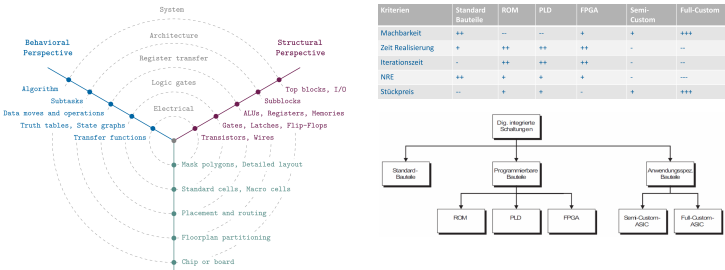 System
Architecture
Register transfer
Logic gates
Electrical
Behavioral
Perspective
Structural
Perspective
Algorithm
Subtasks
Data moves and operations
Truth tables, State graphs
Transfer functions
Top blocks, I/O
Subblocks
ALUs, Registers, Memories
Gates, Latches, Flip-Flops
Transistors, Wires
Mask polygons, Detailed layout
Standard cells, Macro cells
Placement and routing
Floorplan partitioning
Chip or board
Kriterien Standard Bauteile ROM PLD FPGA Semi-Custom Full-Custom
Machbarkeit ++ -- -- + + +++
Zeit Realisierung + ++ ++ ++ - --
Iterationszeit - ++ ++ ++ - --
NRE ++ + + + - ---
Stückpreis -- + + - + +++
Dig. integrierte
Schaltungen
Standard-
Bauteile
Programmierbare
Bauteile
Anwendungsspez.
Bauteile
ROM
PLD
FPGA
Semi-Custom-
ASIC
Full-Custom-
ASIC